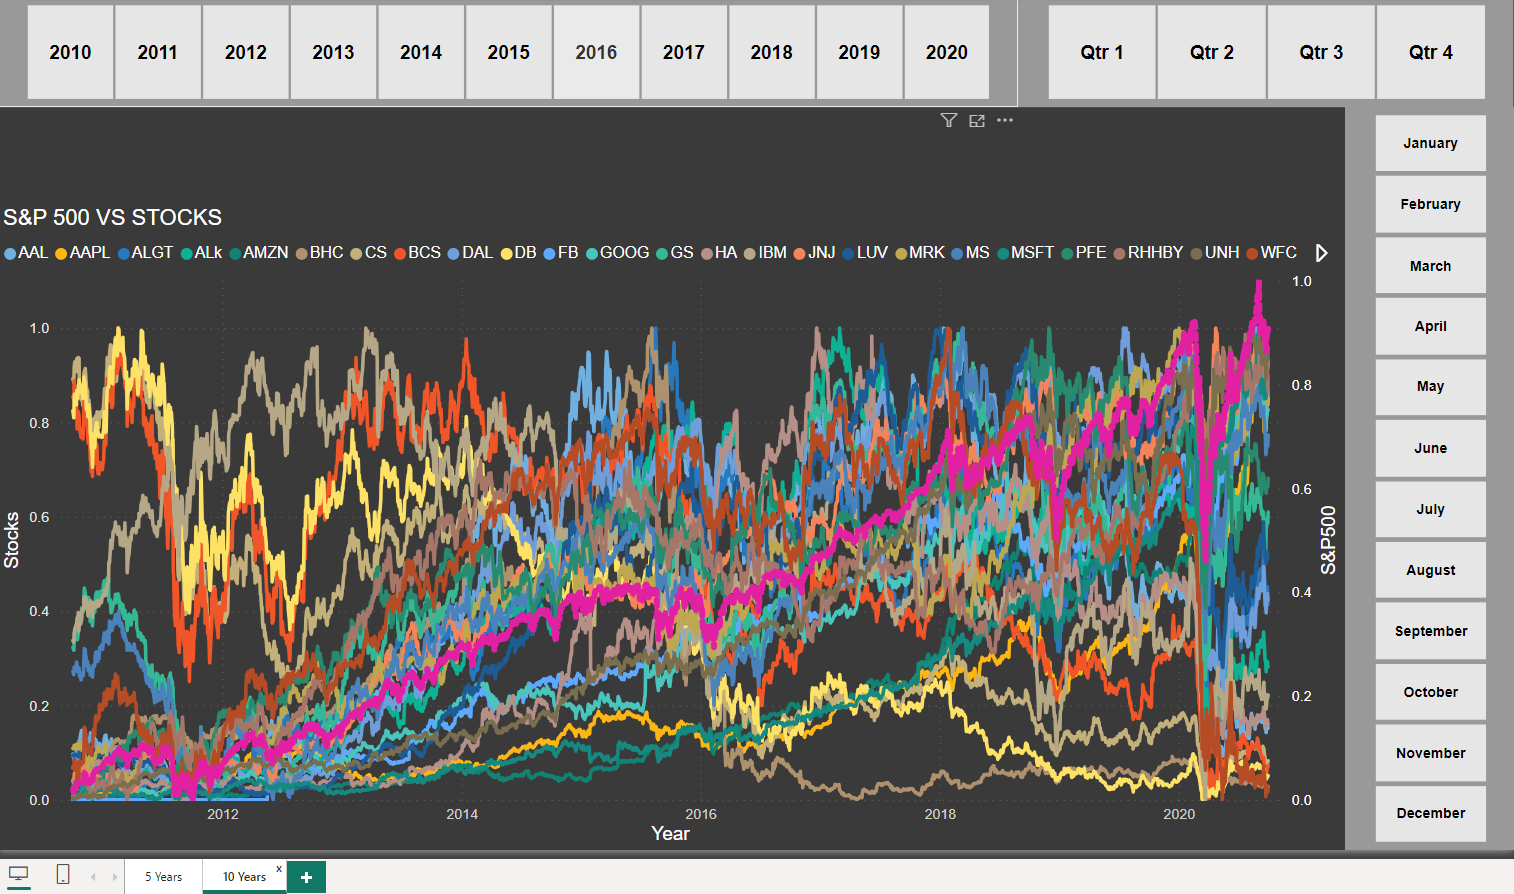 2010 2011 2012 2013 2014 2015 2016 2017 2018 2019 2020 Qtr 1 Qtr 2 Qtr 3 Qtr 4
January
February
March
April
May
June
July
August
September
October
November
December
S&P 500 VS STOCKS
AAL AAPL ALGT ALk AMZN BHC CS BCS DAL DB FB GOOG GS HA IBM JNJ LUV MRK MS MSFT PFE RHHBY UNH WFC
1.0
0.8
0.6
0.4
0.2
0.0
Stocks
1.0
0.8
0.6
0.4
0.2
0.0
S&P500
2012 2014 2016 2018 2020
Year
5 Years 10 Years x +